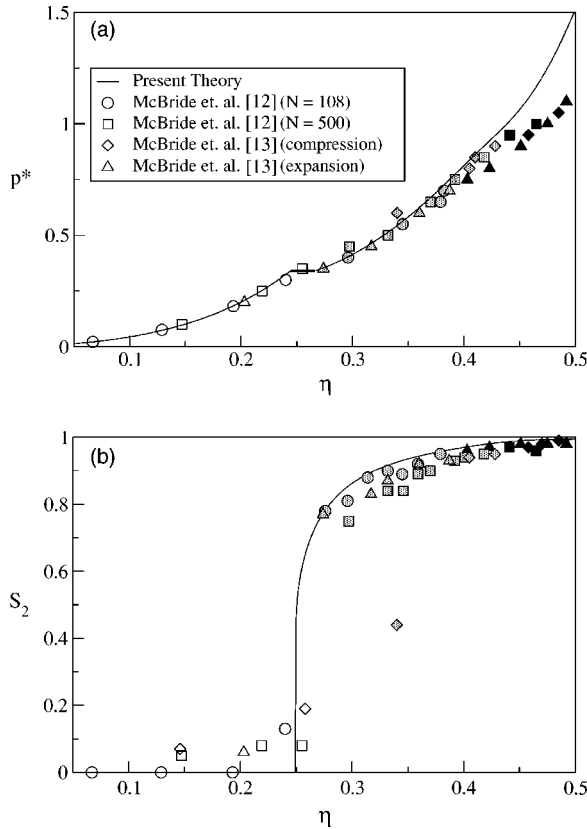 (a)
1.5
1
0.5
0
p*
Present Theory
McBride et. al. [12] (N = 108)
McBride et. al. [12] (N = 500)
McBride et. al. [13] (compression)
McBride et. al. [13] (expansion)
0.1 0.2 0.3 0.4 0.5
η
(b)
1
0.8
0.6
0.4
0.2
0
S2
0.1 0.2 0.3 0.4 0.5
η